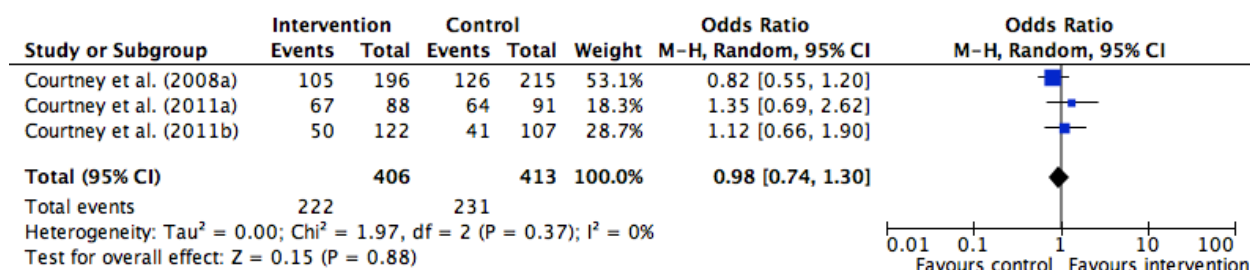 Intervention Control Odds Ratio Odds Ratio
Study or Subgroup Events Total Events Total Weight M-H, Random, 95% CI M-H, Random, 95% CI
Courtney et al. (2008a) 105 196 126 215 53.1% 0.82 [0.55, 1.20]
Courtney et al. (2011a) 67 88 64 91 18.3% 1.35 [0.69, 2.62]
Courtney et al. (2011b) 50 122 41 107 28.7% 1.12 [0.66, 1.90]
Total (95% CI) 406 413 100.0% 0.98 [0.74, 1.30]
Total events 222 231
Heterogeneity: Tau² = 0.00; Chi² = 1.97, df = 2 (P = 0.37); I² = 0%
Test for overall effect: Z = 0.15 (P = 0.88)
0.01 0.1 1 10 100
Favours control Favours intervention